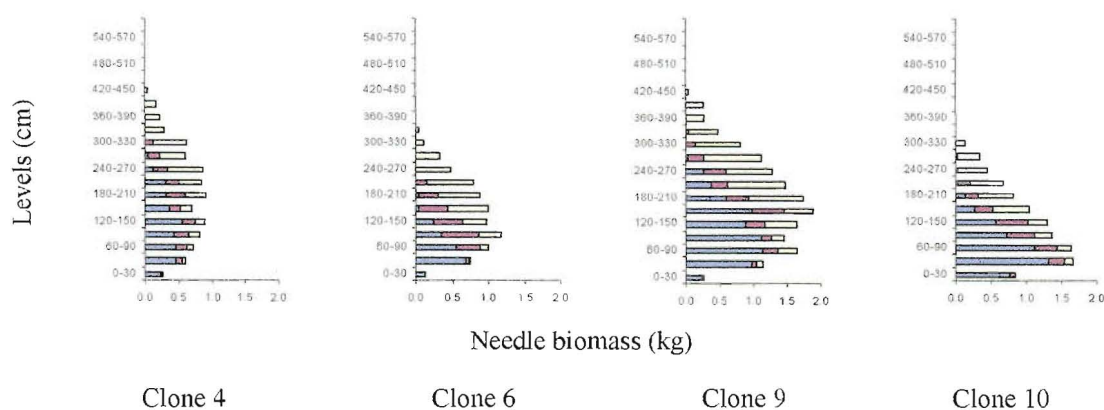 540-570 540-570 540-570 540-570
480-510 480-510 480-510 480-510
420-450 420-450 420-450 420-450
360-390 360-390 360-390 360-390
300-330 300-330 300-330 300-330
240-270 240-270 240-270 240-270
180-210 180-210 180-210 180-210
120-150 120-150 120-150 120-150
60-90 60-90 60-90 60-90
0-30 0-30 0-30 0-30
0.0 0.5 1.0 1.5 2.0 0.0 0.5 1.0 1.5 2.0 0.0 0.5 1.0 1.5 2.0 0.0 0.5 1.0 1.5 2.0
Levels (cm)
Needle biomass (kg)
Clone 4 Clone 6 Clone 9 Clone 10